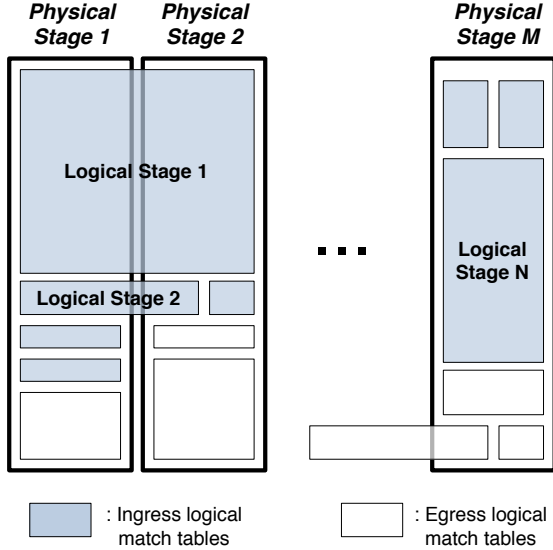 Physical Stage 1
Physical Stage 2
Physical Stage M
Logical Stage 1
Logical Stage 2
Logical
Stage N
...
: Ingress logical
match tables
: Egress logical
match tables